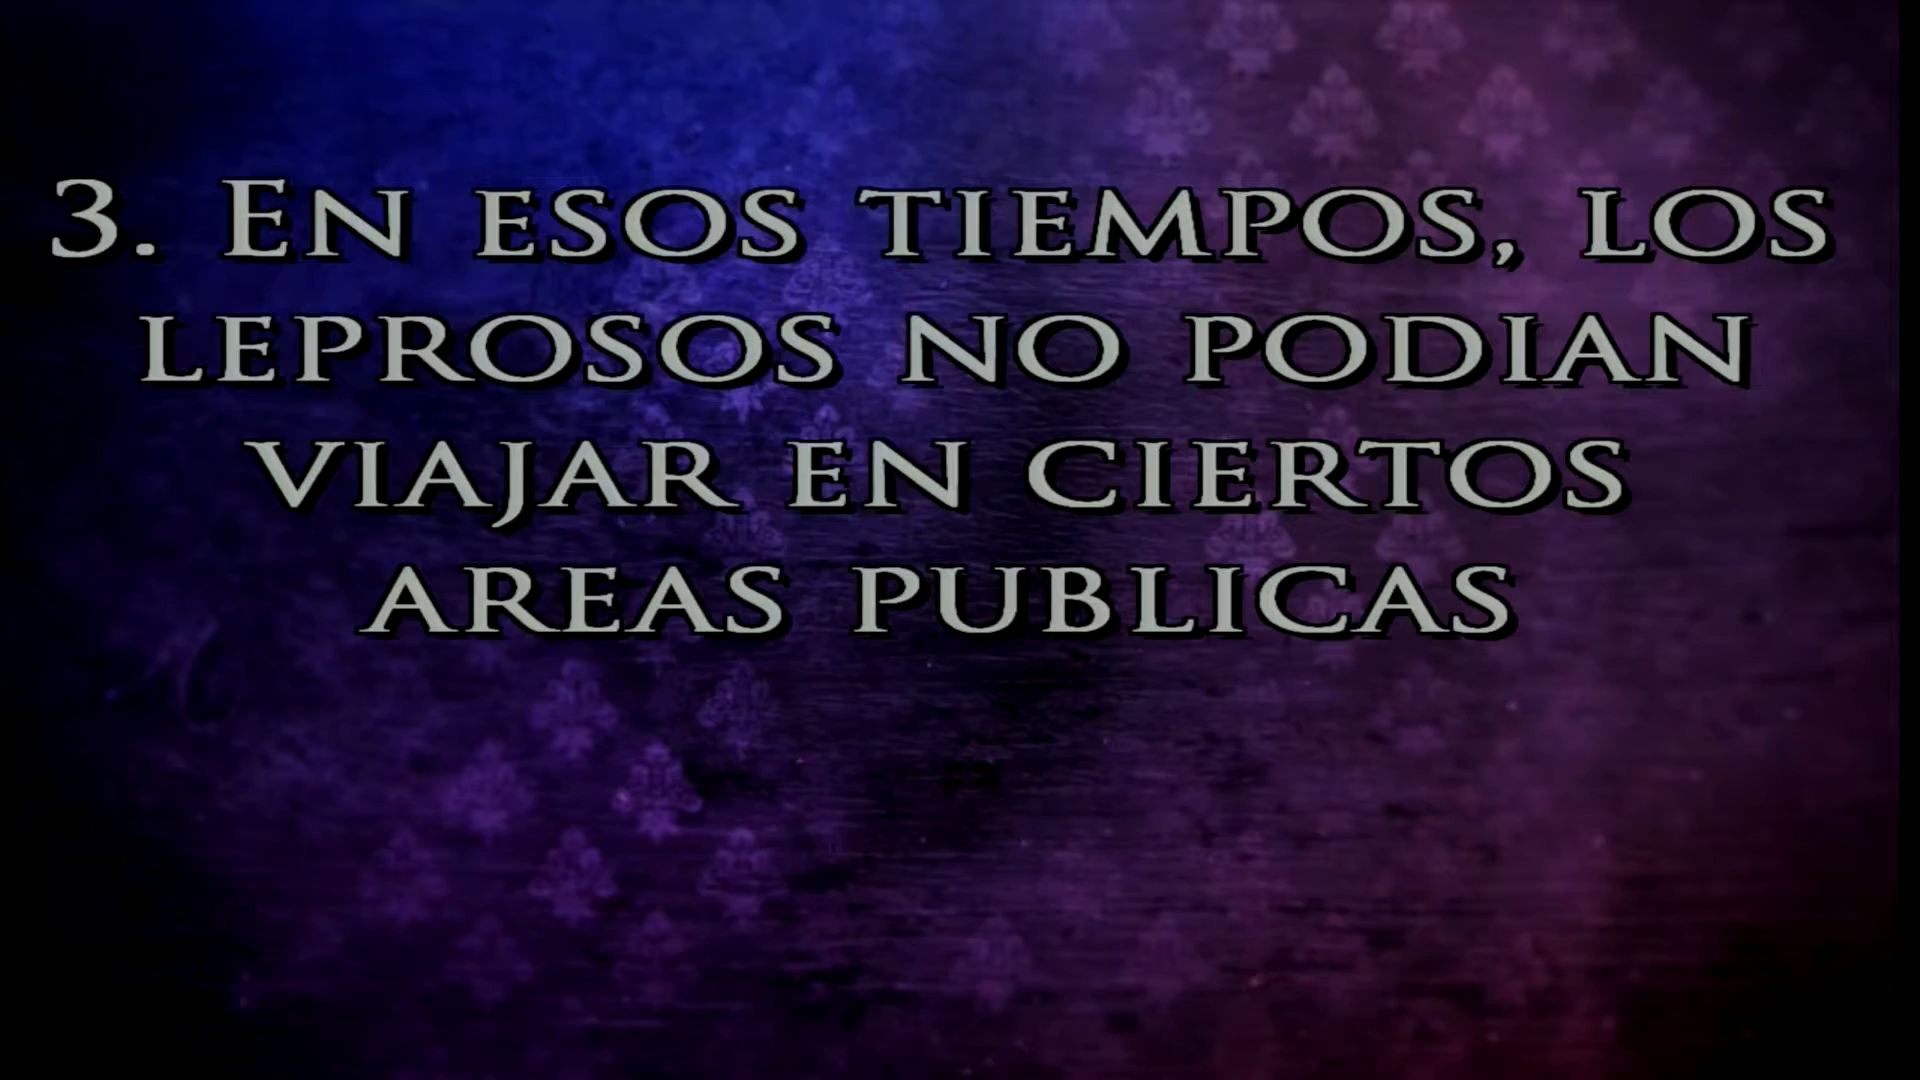 3. En esos tiempos, los
leprosos no podian
viajar en ciertos
areas publicas